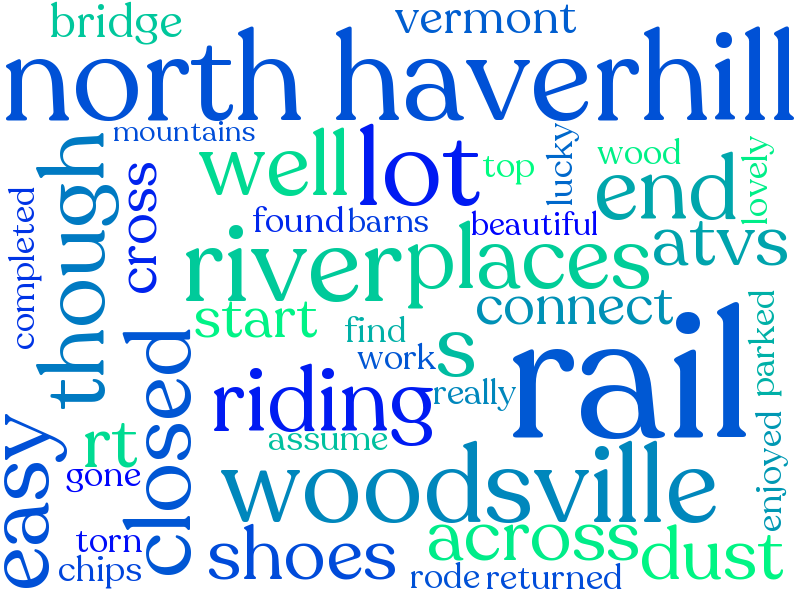 bridge
vermont
north haverhill
mountains
though
cross
well
lot
top
lucky
wood
lovely
end
completed
found
barns
beautiful
atvs
river
places
start
connect
find
work
s
really
rail
parked
closed
riding
assume
easy
rt
gone
woodsville
enjoyed
torn
chips
shoes
across
dust
rode
returned